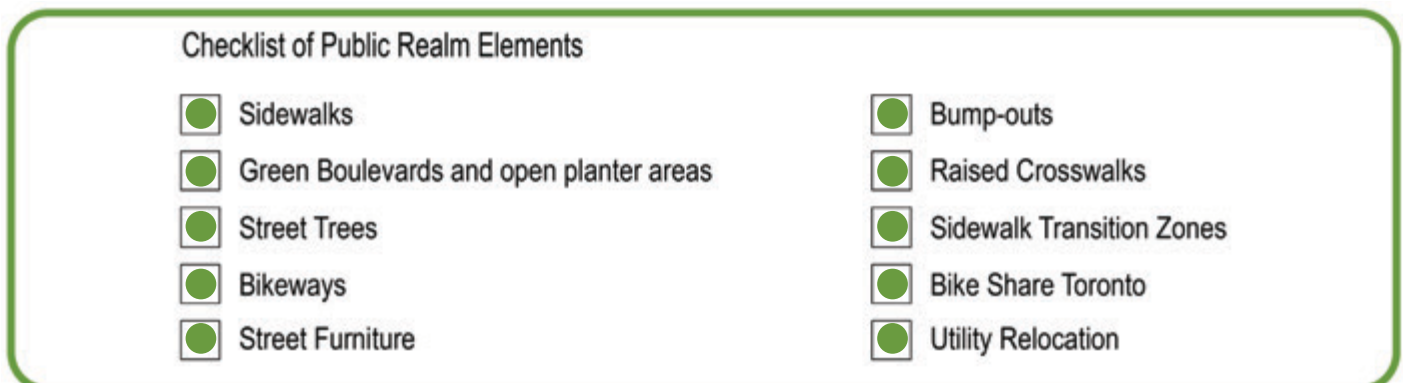 Checklist of Public Realm Elements
Sidewalks
Green Boulevards and open planter areas
Street Trees
Bikeways
Street Furniture
Bump-outs
Raised Crosswalks
Sidewalk Transition Zones
Bike Share Toronto
Utility Relocation